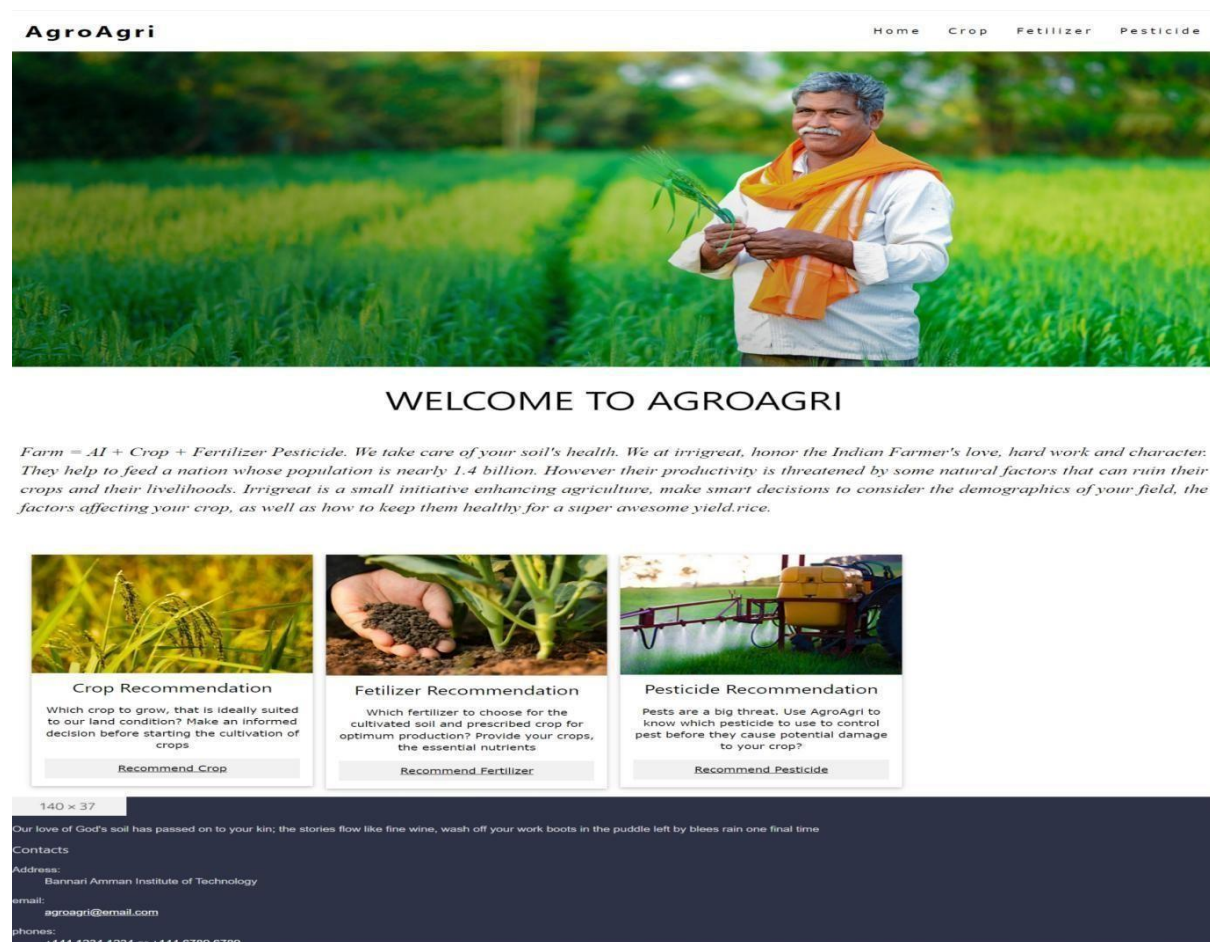 AgroAgri
Home Crop Fetilizer Pesticide
WELCOME TO AGROAGRI
Farm = AI + Crop + Fertilizer Pesticide. We take care of your soil's health. We at irrigreat, honor the Indian Farmer's love, hard work and character.
They help to feed a nation whose population is nearly 1.4 billion. However their productivity is threatened by some natural factors that can ruin their
crops and their livelihoods. Irrigreat is a small initiative enhancing agriculture, make smart decisions to consider the demographics of your field, the
factors affecting your crop, as well as how to keep them healthy for a super awesome yield.rice.
Crop Recommendation
Which crop to grow, that is ideally suited
to our land condition? Make an informed
decision before starting the cultivation of
crops
Recommend Crop
Fetilizer Recommendation
Which fertilizer to choose for the
cultivated soil and prescribed crop for
optimum production? Provide your crops,
the essential nutrients
Recommend Fertilizer
Pesticide Recommendation
Pests are a big threat. Use AgroAgri to
know which pesticide to use to control
pest before they cause potential damage
to your crop?
Recommend Pesticide
140 × 37
Our love of God's soil has passed on to your kin; the stories flow like fine wine, wash off your work boots in the puddle left by blees rain one final time
Contacts
Address:
Bannari Amman Institute of Technology
email:
agroagri@email.com
phones: